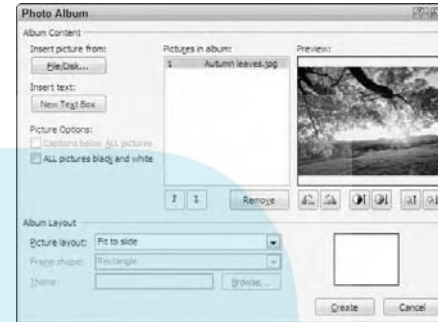 Photo Album
Album Content
Insert picture from:
File/Disk...
Insert text:
New Text Box
Picture Options:
Captions below ALL pictures
ALL pictures black and white
Pictures in album:
1 Autumn leaves.jpg
Remove
Preview:
Album Layout
Picture layout: Fit to slide
Frame shape: Rectangle
Theme: Browse...
Create Cancel